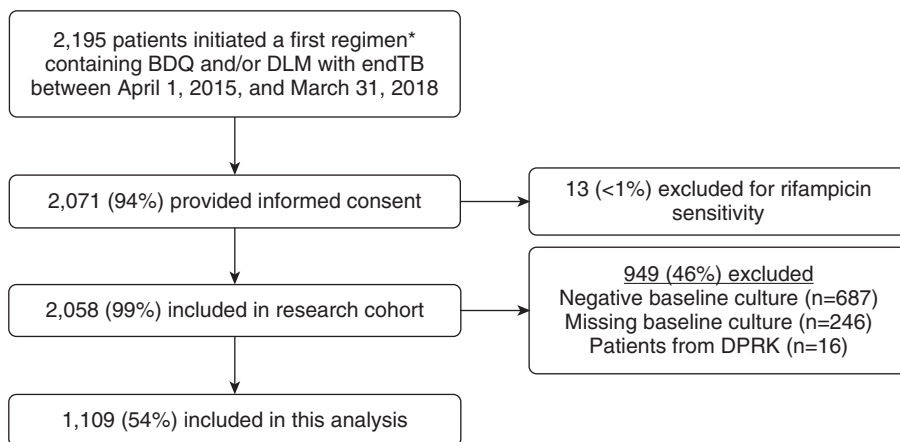 2,195 patients initiated a first regimen*
containing BDQ and/or DLM with endTB
between April 1, 2015, and March 31, 2018
2,071 (94%) provided informed consent
13 (<1%) excluded for rifampicin
sensitivity
2,058 (99%) included in research cohort
949 (46%) excluded
Negative baseline culture (n=687)
Missing baseline culture (n=246)
Patients from DPRK (n=16)
1,109 (54%) included in this analysis